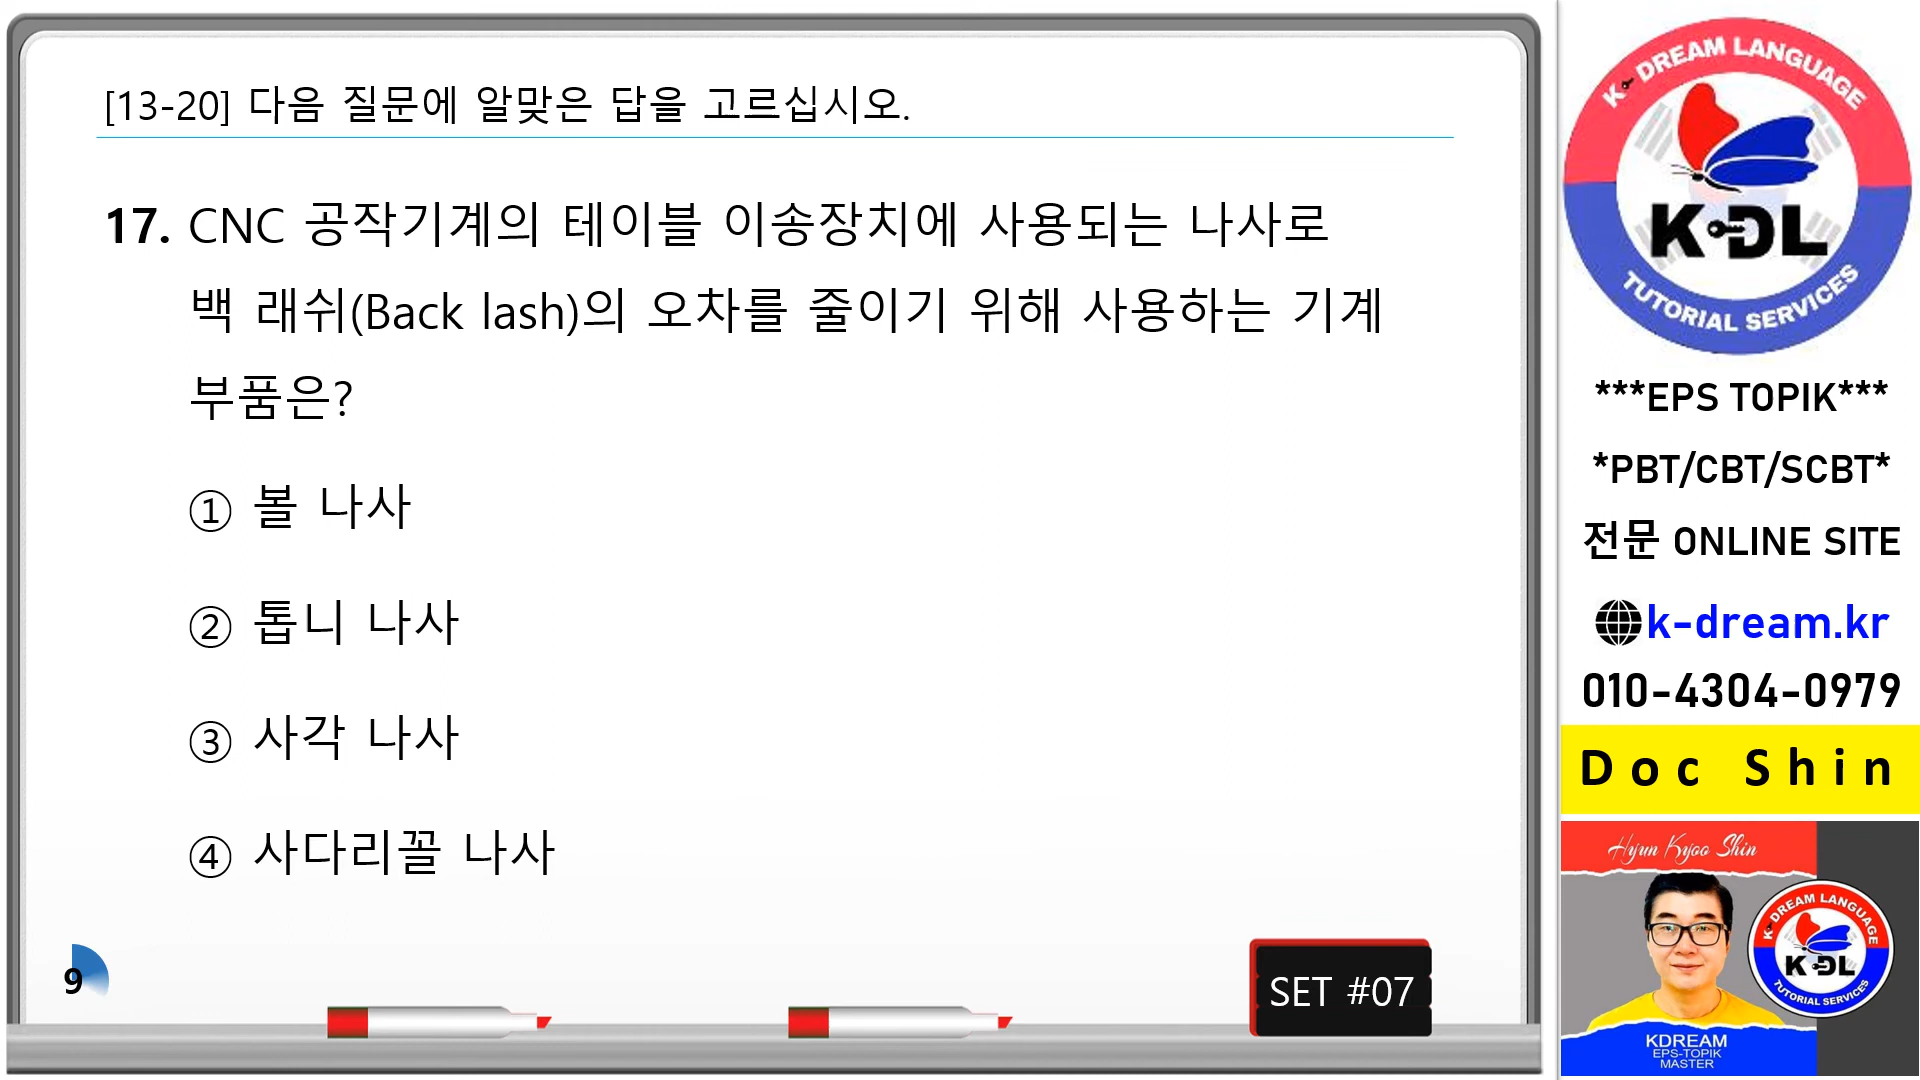 [13-20] 다음 질문에 알맞은 답을 고르십시오.
17. CNC 공작기계의 테이블 이송장치에 사용되는 나사로
백 래쉬(Back lash)의 오차를 줄이기 위해 사용하는 기계
부품은?
① 볼 나사
② 톱니 나사
③ 사각 나사
④ 사다리꼴 나사
9
SET #07
K-DREAM LANGUAGE
K-DL
TUTORIAL SERVICES
***EPS TOPIK***
*PBT/CBT/SCBT*
전문 ONLINE SITE
k-dream.kr
010-4304-0979
Doc Shin
Hyun Kyoo Shin
K-DREAM LANGUAGE
K-DL
TUTORIAL SERVICES
KDREAM
EPS-TOPIK
MASTER